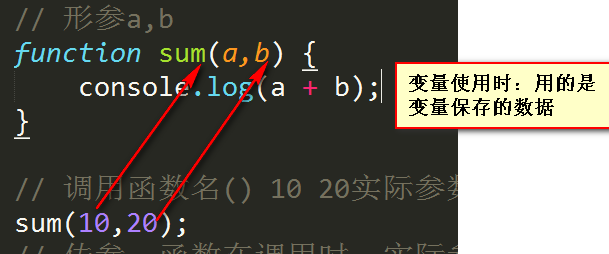 // 形参a,b
function sum(a,b) {
console.log(a + b);
}
变量使用时：用的是
变量保存的数据
// 调用函数名() 10 20实际参数
sum(10,20);